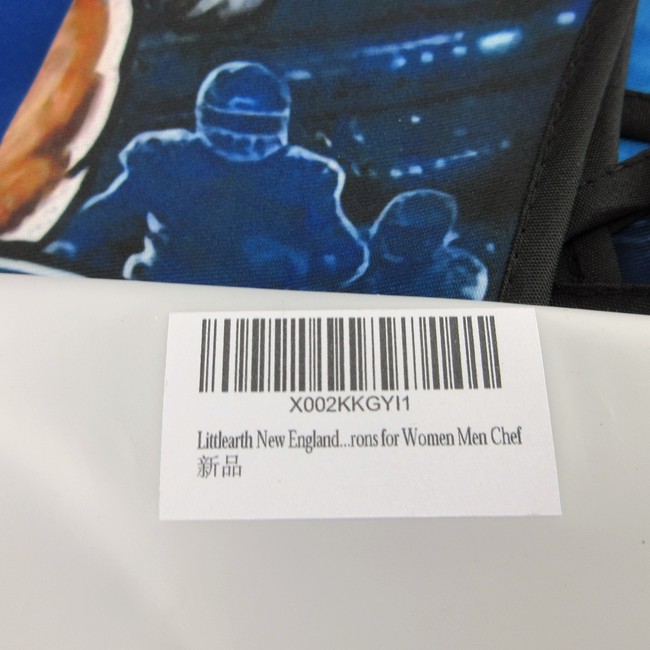 X002KKGYI1
Littlearth New England...rons for Women Men Chef
新品